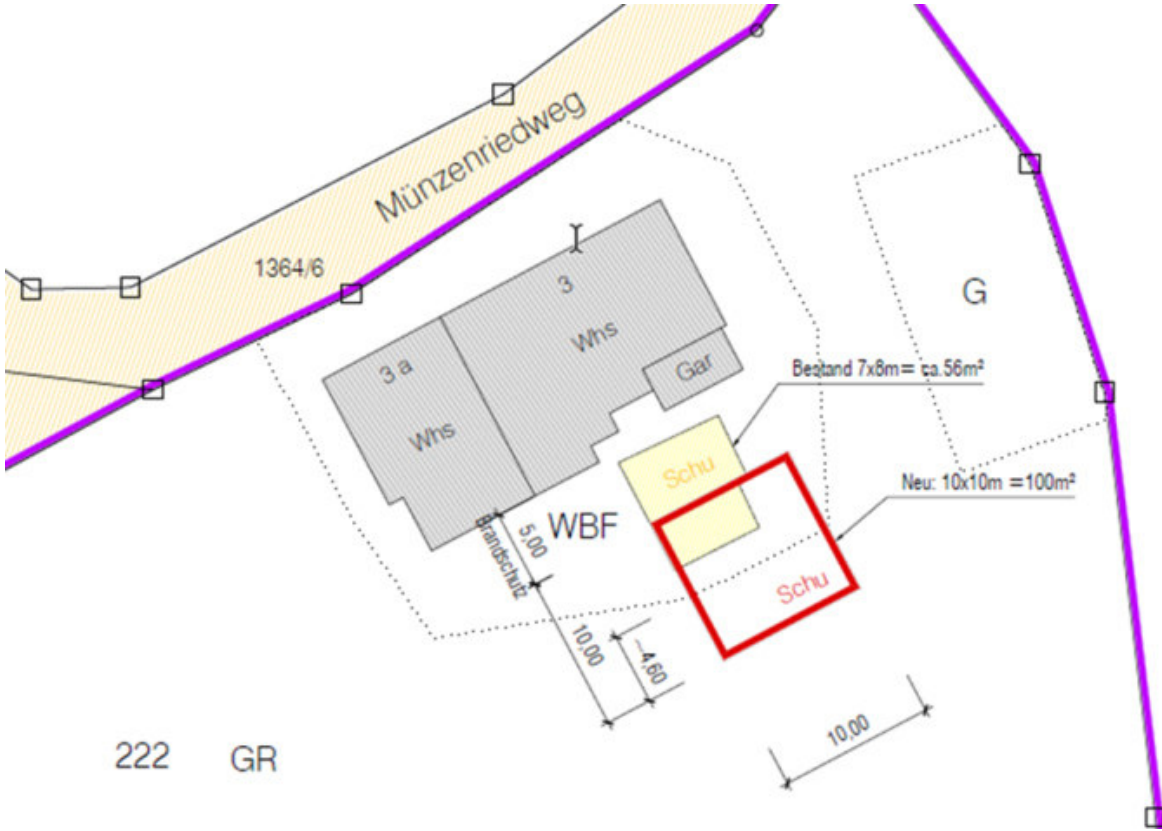 Münzenriedweg
1364/6
3
G
3 a
Whs
Gar
Bestand 7x8m= ca.56m²
Whs
Schu
Neu: 10x10m =100m²
WBF
5,00
Brandschutz
Schu
10,00
4,60
10,00
222 GR